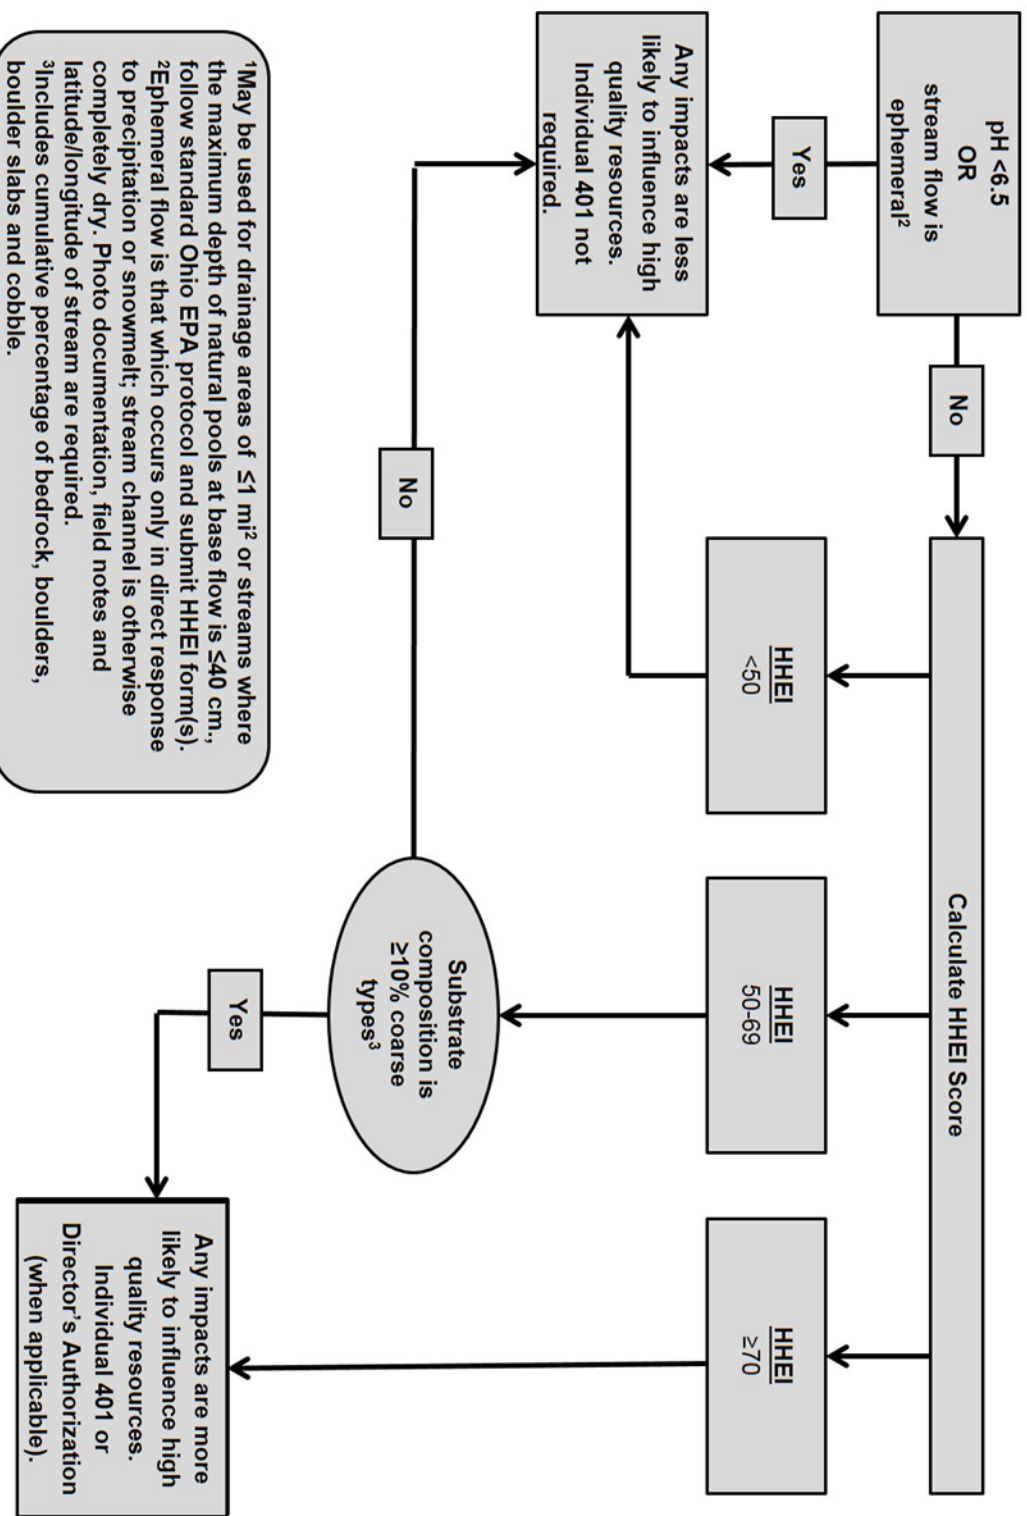 pH <6.5
OR
stream flow is
ephemeral²
No
Calculate HHEI Score
Yes
HHEI
<50
HHEI
50-69
HHEI
≥70
Any impacts are less
likely to influence high
quality resources.
Individual 401 not
required.
No
Substrate
composition is
≥10% coarse
types³
Yes
Any impacts are more
likely to influence high
quality resources.
Individual 401 or
Director’s Authorization
(when applicable).
¹May be used for drainage areas of ≤1 mi² or streams where
the maximum depth of natural pools at base flow is ≤40 cm.,
follow standard Ohio EPA protocol and submit HHEI form(s).
²Ephemeral flow is that which occurs only in direct response
to precipitation or snowmelt; stream channel is otherwise
completely dry. Photo documentation, field notes and
latitude/longitude of stream are required.
³Includes cumulative percentage of bedrock, boulders,
boulder slabs and cobble.